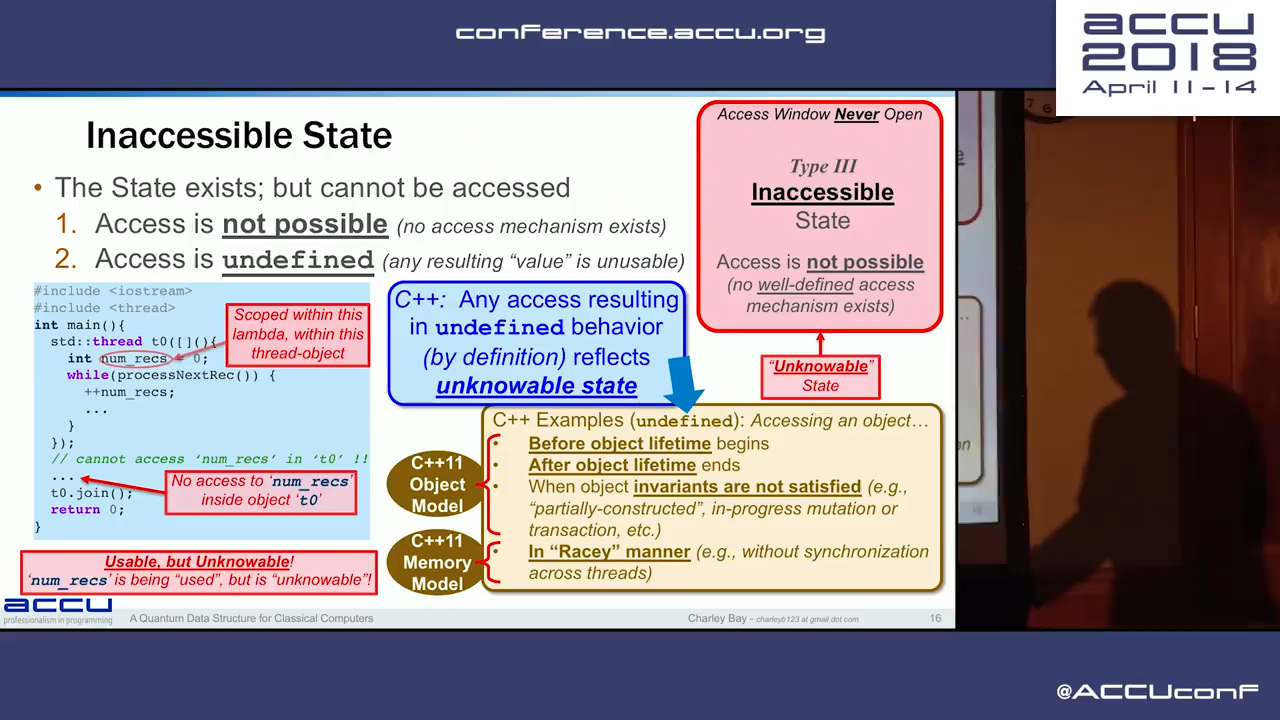 conference.accu.org
accu
2018
April 11-14
Inaccessible State
• The State exists; but cannot be accessed
1. Access is not possible (no access mechanism exists)
2. Access is undefined (any resulting “value” is unusable)
Access Window Never Open
Type III
Inaccessible
State
Access is not possible
(no well-defined access
mechanism exists)
“Unknowable”
State
#include <iostream>
#include <thread>
int main(){
std::thread t0([](){
int num_recs = 0;
while(processNextRec()) {
++num_recs;
...
}
});
// cannot access ‘num_recs’ in ‘t0’ !!
...
t0.join();
return 0;
}
Scoped within this
lambda, within this
thread-object
No access to ‘num_recs’
inside object ‘t0’
Usable, but Unknowable!
‘num_recs’ is being “used”, but is “unknowable”!
C++: Any access resulting
in undefined behavior
(by definition) reflects
unknowable state
C++ Examples (undefined): Accessing an object…
• Before object lifetime begins
• After object lifetime ends
• When object invariants are not satisfied (e.g.,
“partially-constructed”, in-progress mutation or
transaction, etc.)
• In “Racey” manner (e.g., without synchronization
across threads)
C++11
Object
Model
C++11
Memory
Model
accu
professionalism in programming
A Quantum Data Structure for Classical Computers
Charley Bay - charleyb123 at gmail dot com
16
@ACCUconf